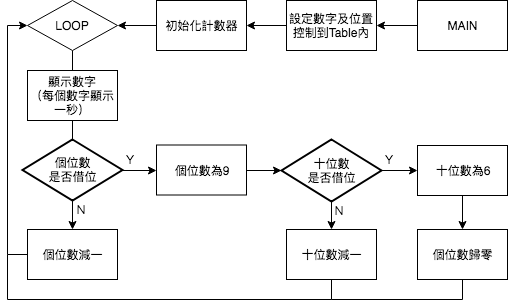 LOOP
初始化計數器
設定數字及位置
控制到Table內
MAIN
顯示數字
（每個數字顯示
一秒）
個位數
是否借位
Y
個位數為9
十位數
是否借位
Y
十位數為6
N
N
個位數減一
十位數減一
個位數歸零